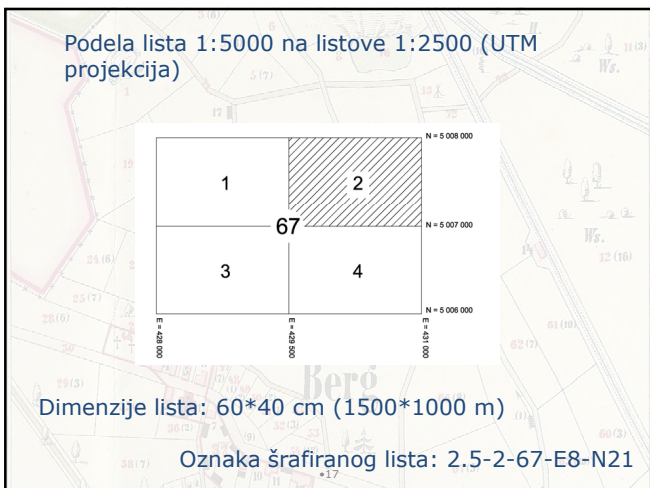 Podela lista 1:5000 na listove 1:2500 (UTM
projekcija)
N = 5 008 000
1
2
67
N = 5 007 000
3
4
N = 5 006 000
E = 428 000
E = 429 500
E = 431 000
Berg
Dimenzije lista: 60*40 cm (1500*1000 m)
Oznaka šrafiranog lista: 2.5-2-67-E8-N21
•17